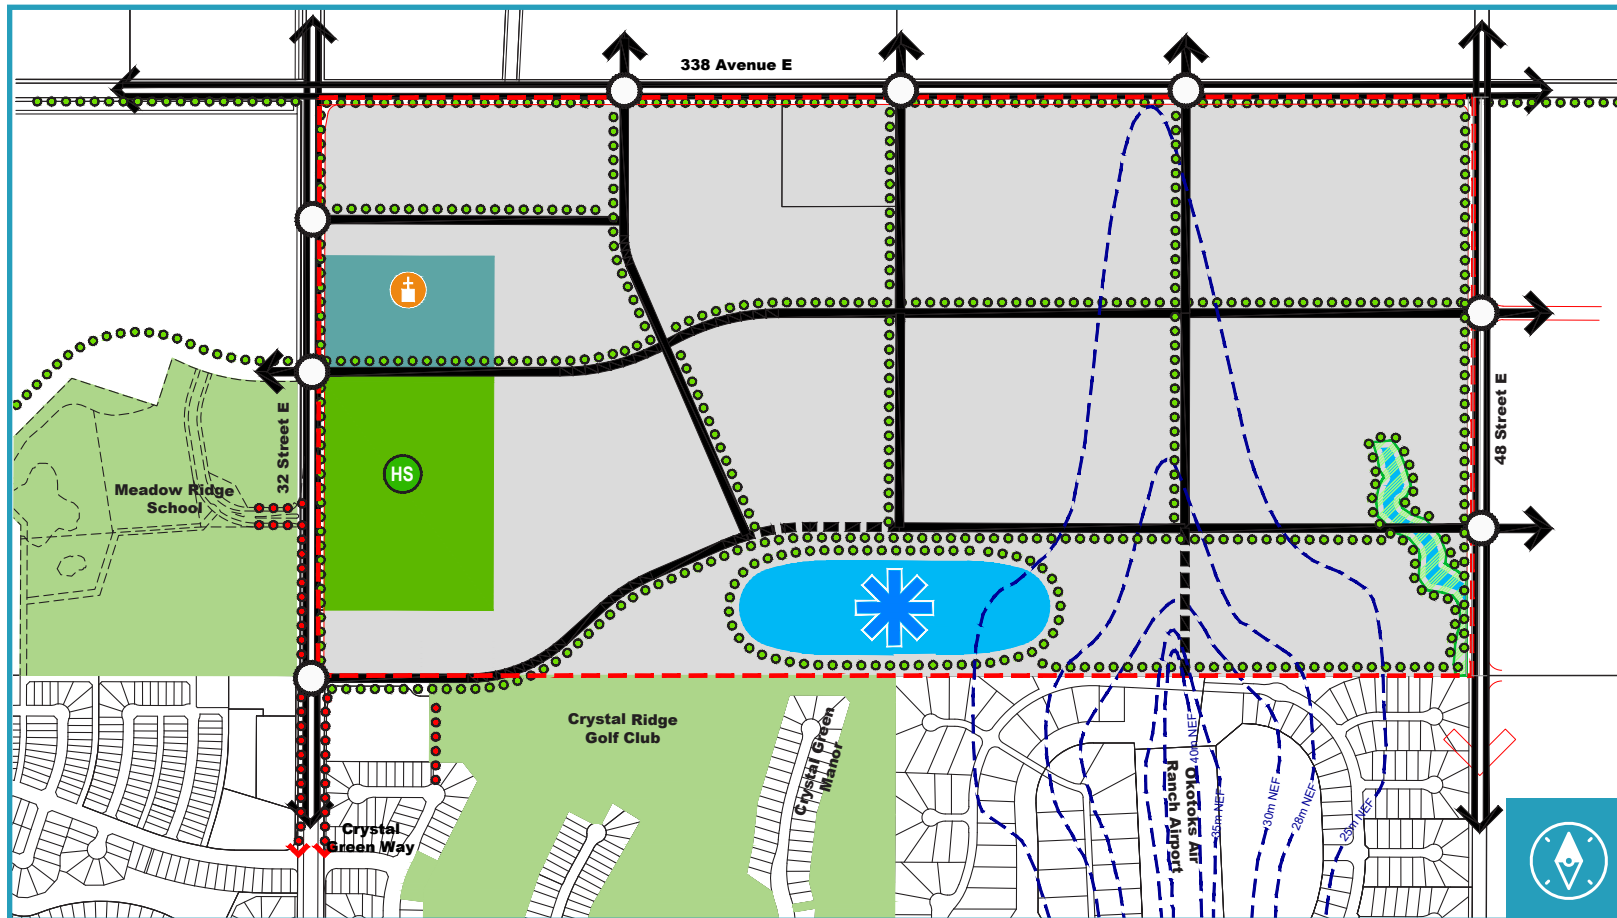 338 Avenue E
32 Street E
48 Street E
HS
Meadow Ridge
School
Crystal Ridge
Golf Club
Crystal Green
Manor
Crystal
Green Way
Okotoks Air
Ranch Airport
40m NEF
35m NEF
30m NEF
28m NEF
25m NEF